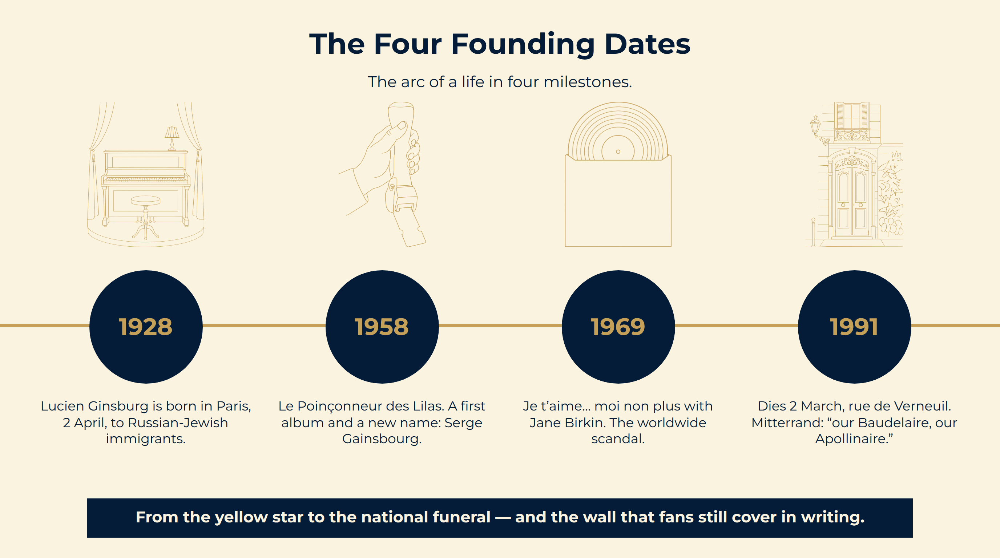 The Four Founding Dates
The arc of a life in four milestones.
1928
Lucien Ginsburg is born in Paris,
2 April, to Russian-Jewish
immigrants.
1958
Le Poinçonneur des Lilas. A first
album and a new name: Serge
Gainsbourg.
1969
Je t’aime… moi non plus with
Jane Birkin. The worldwide
scandal.
1991
Dies 2 March, rue de Verneuil.
Mitterrand: “our Baudelaire, our
Apollinaire.”
From the yellow star to the national funeral — and the wall that fans still cover in writing.